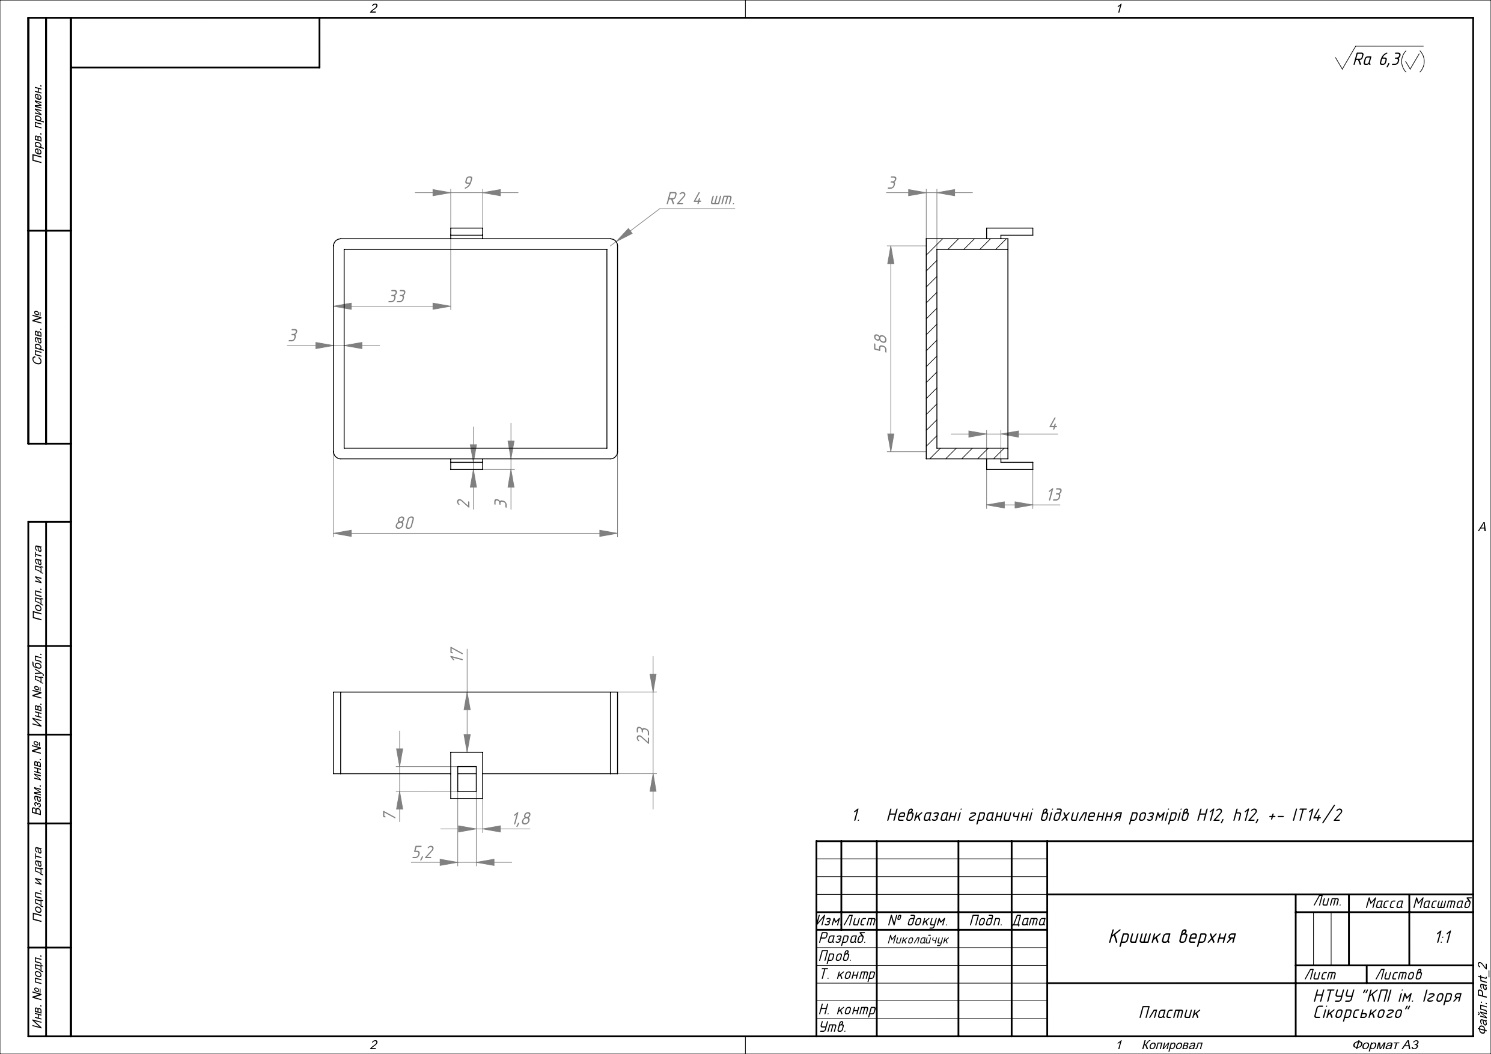 2
1
Перв. примен.
Справ. №
Подп. и дата
Инв. № дубл.
Взам. инв. №
Подп. и дата
Инв. № подп.
Ra 6,3(√)
9
R2 4 шт.
33
3
2
3
80
3
58
4
13
17
23
7
1,8
5,2
A
1. Невказані граничні відхилення розмірів H12, h12, +- IT14/2
Изм Лист № докум. Подп. Дата
Разраб. Миколайчук
Пров.
Т. контр
Н. контр
Утв.
Кришка верхня
Пластик
Лит. Масса Масштаб
1:1
Лист Листов
НТУУ "КПІ ім. Ігоря
Сікорського"
Файл: Part_2
2
1 Копировал Формат А3